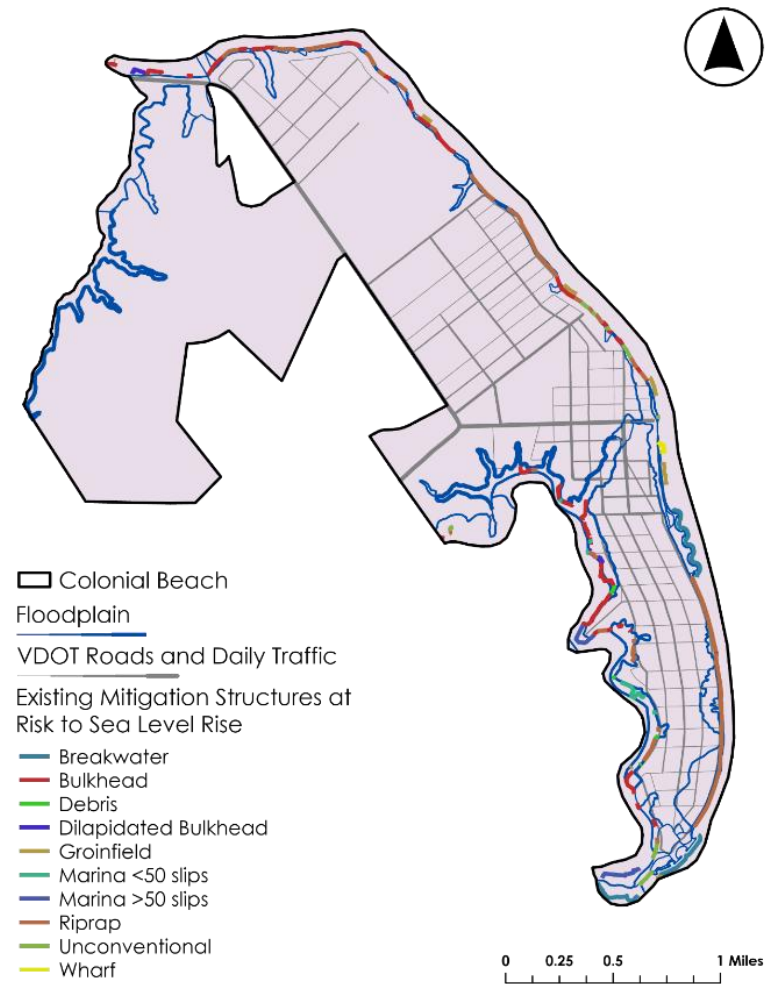 Colonial Beach
Floodplain
VDOT Roads and Daily Traffic
Existing Mitigation Structures at
Risk to Sea Level Rise
Breakwater
Bulkhead
Debris
Dilapidated Bulkhead
Groinfield
Marina <50 slips
Marina >50 slips
Riprap
Unconventional
Wharf
0 0.25 0.5 1 Miles